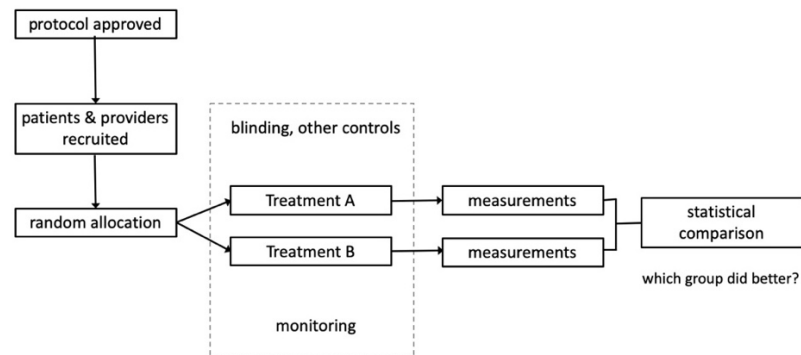 protocol approved
patients & providers
recruited
random allocation
blinding, other controls
Treatment A
Treatment B
monitoring
measurements
measurements
statistical
comparison
which group did better?